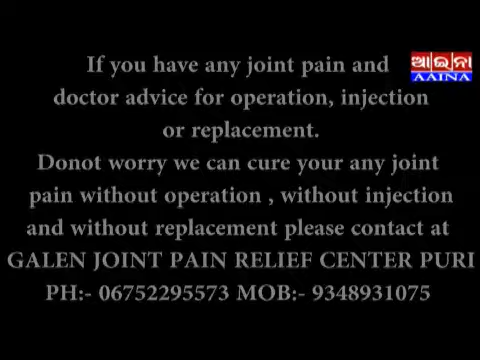 If you have any joint pain and
ଆଇନା
AAINA
doctor advice for operation, injection
or replacement.
Donot worry we can cure your any joint
pain without operation , without injection
and without replacement please contact at
GALEN JOINT PAIN RELIEF CENTER PURI
PH:- 06752295573 MOB:- 9348931075